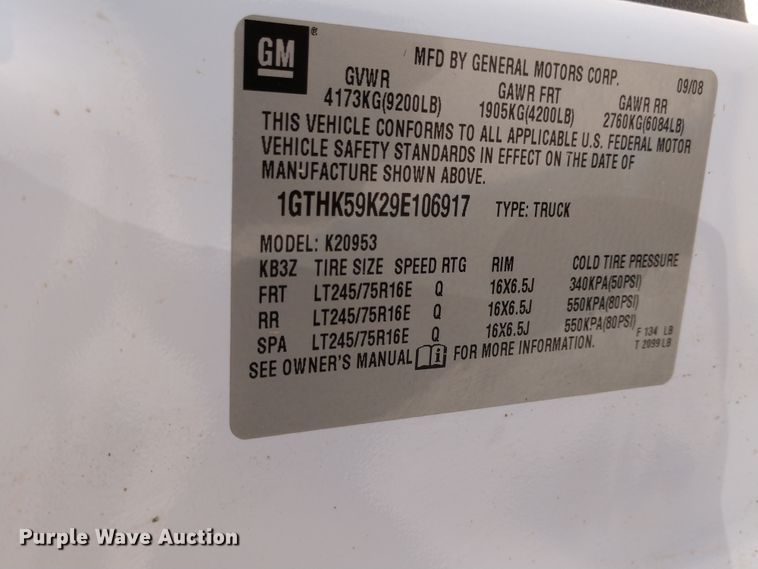 GM®
MFD BY GENERAL MOTORS CORP. 09/08
GVWR GAWR FRT GAWR RR
4173KG(9200LB) 1905KG(4200LB) 2760KG(6084LB)
THIS VEHICLE CONFORMS TO ALL APPLICABLE U.S. FEDERAL MOTOR
VEHICLE SAFETY STANDARDS IN EFFECT ON THE DATE OF
MANUFACTURE SHOWN ABOVE.
1GTHK59K29E106917 TYPE: TRUCK
MODEL: K20953
KB3Z TIRE SIZE SPEED RTG RIM COLD TIRE PRESSURE
FRT LT245/75R16E Q 16X6.5J 340KPA(50PSI)
RR LT245/75R16E Q 16X6.5J 550KPA(80PSI)
SPA LT245/75R16E Q 16X6.5J 550KPA(80PSI) F 134 LB
SEE OWNER'S MANUAL FOR MORE INFORMATION. T 2099 LB
Purple Wave Auction